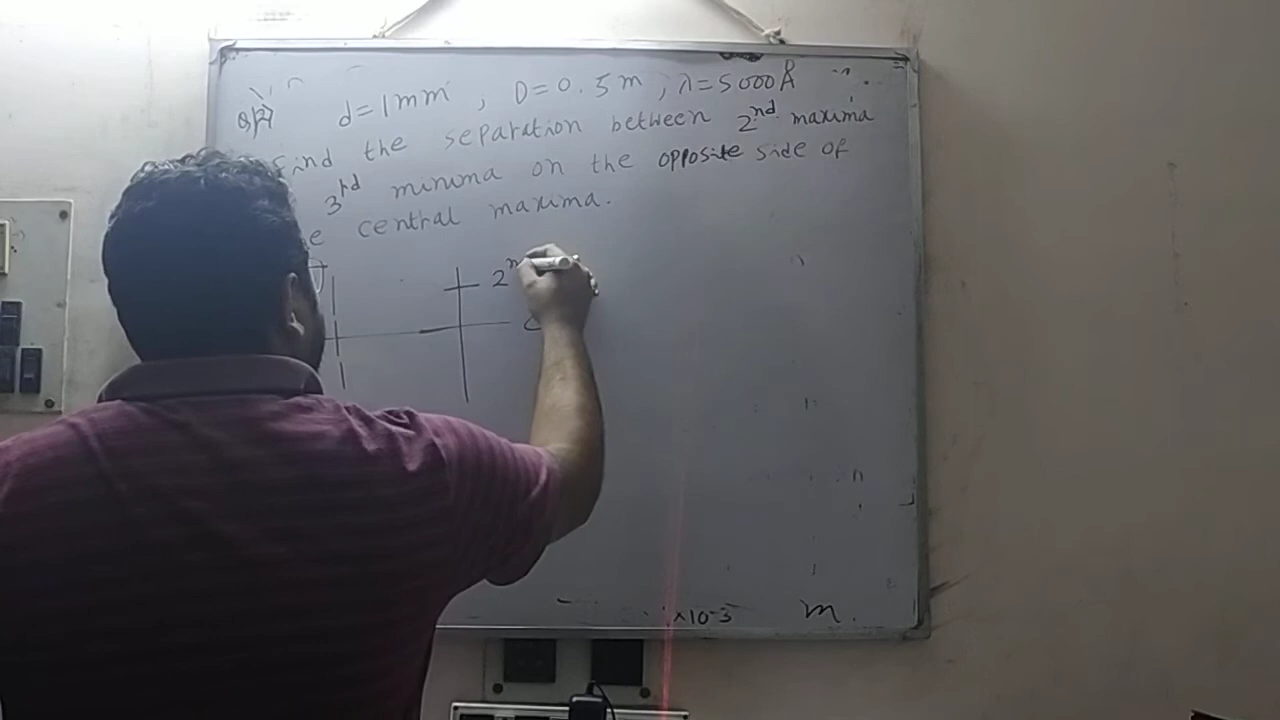 Q12) d=1mm ; D=0.5m ; λ=5000Å
find the separation between 2nd maxima
3rd minima on the opposite side of
central maxima.
2
×10-3 m.